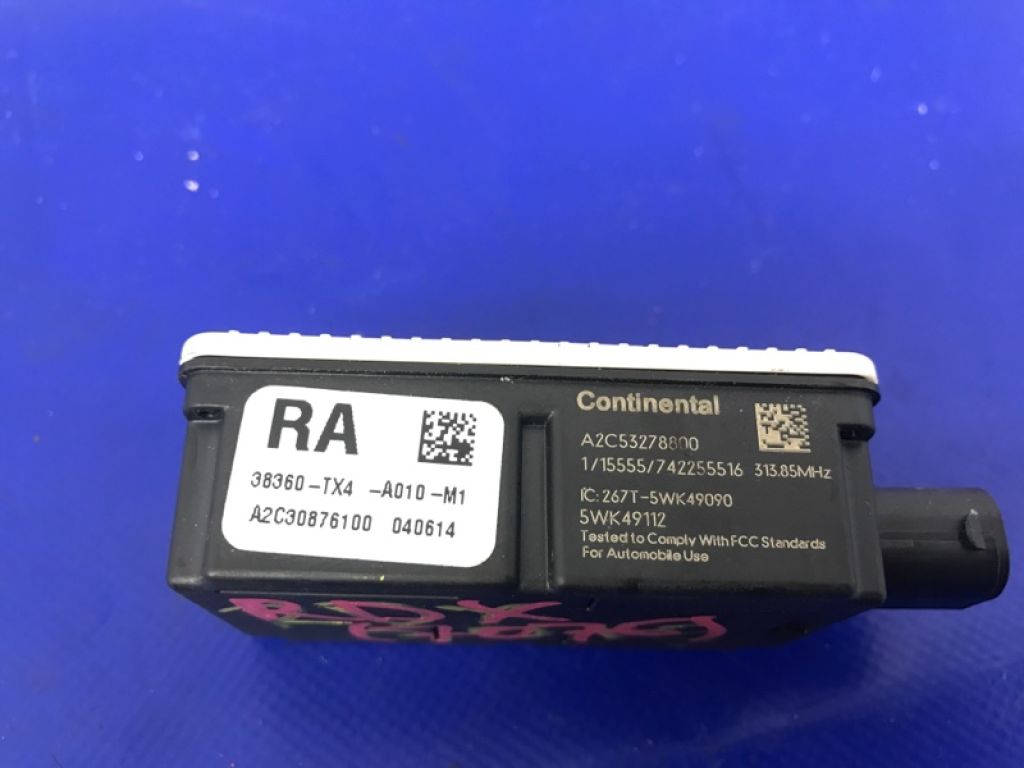 RA
38360-TX4 -A010-M1
A2C30876100 040614
Continental
A2C53278800
1/15555/742255516 313.85MHz
IC: 267T-5WK49090
5WK49112
Tested to Comply With FCC Standards
For Automobile Use